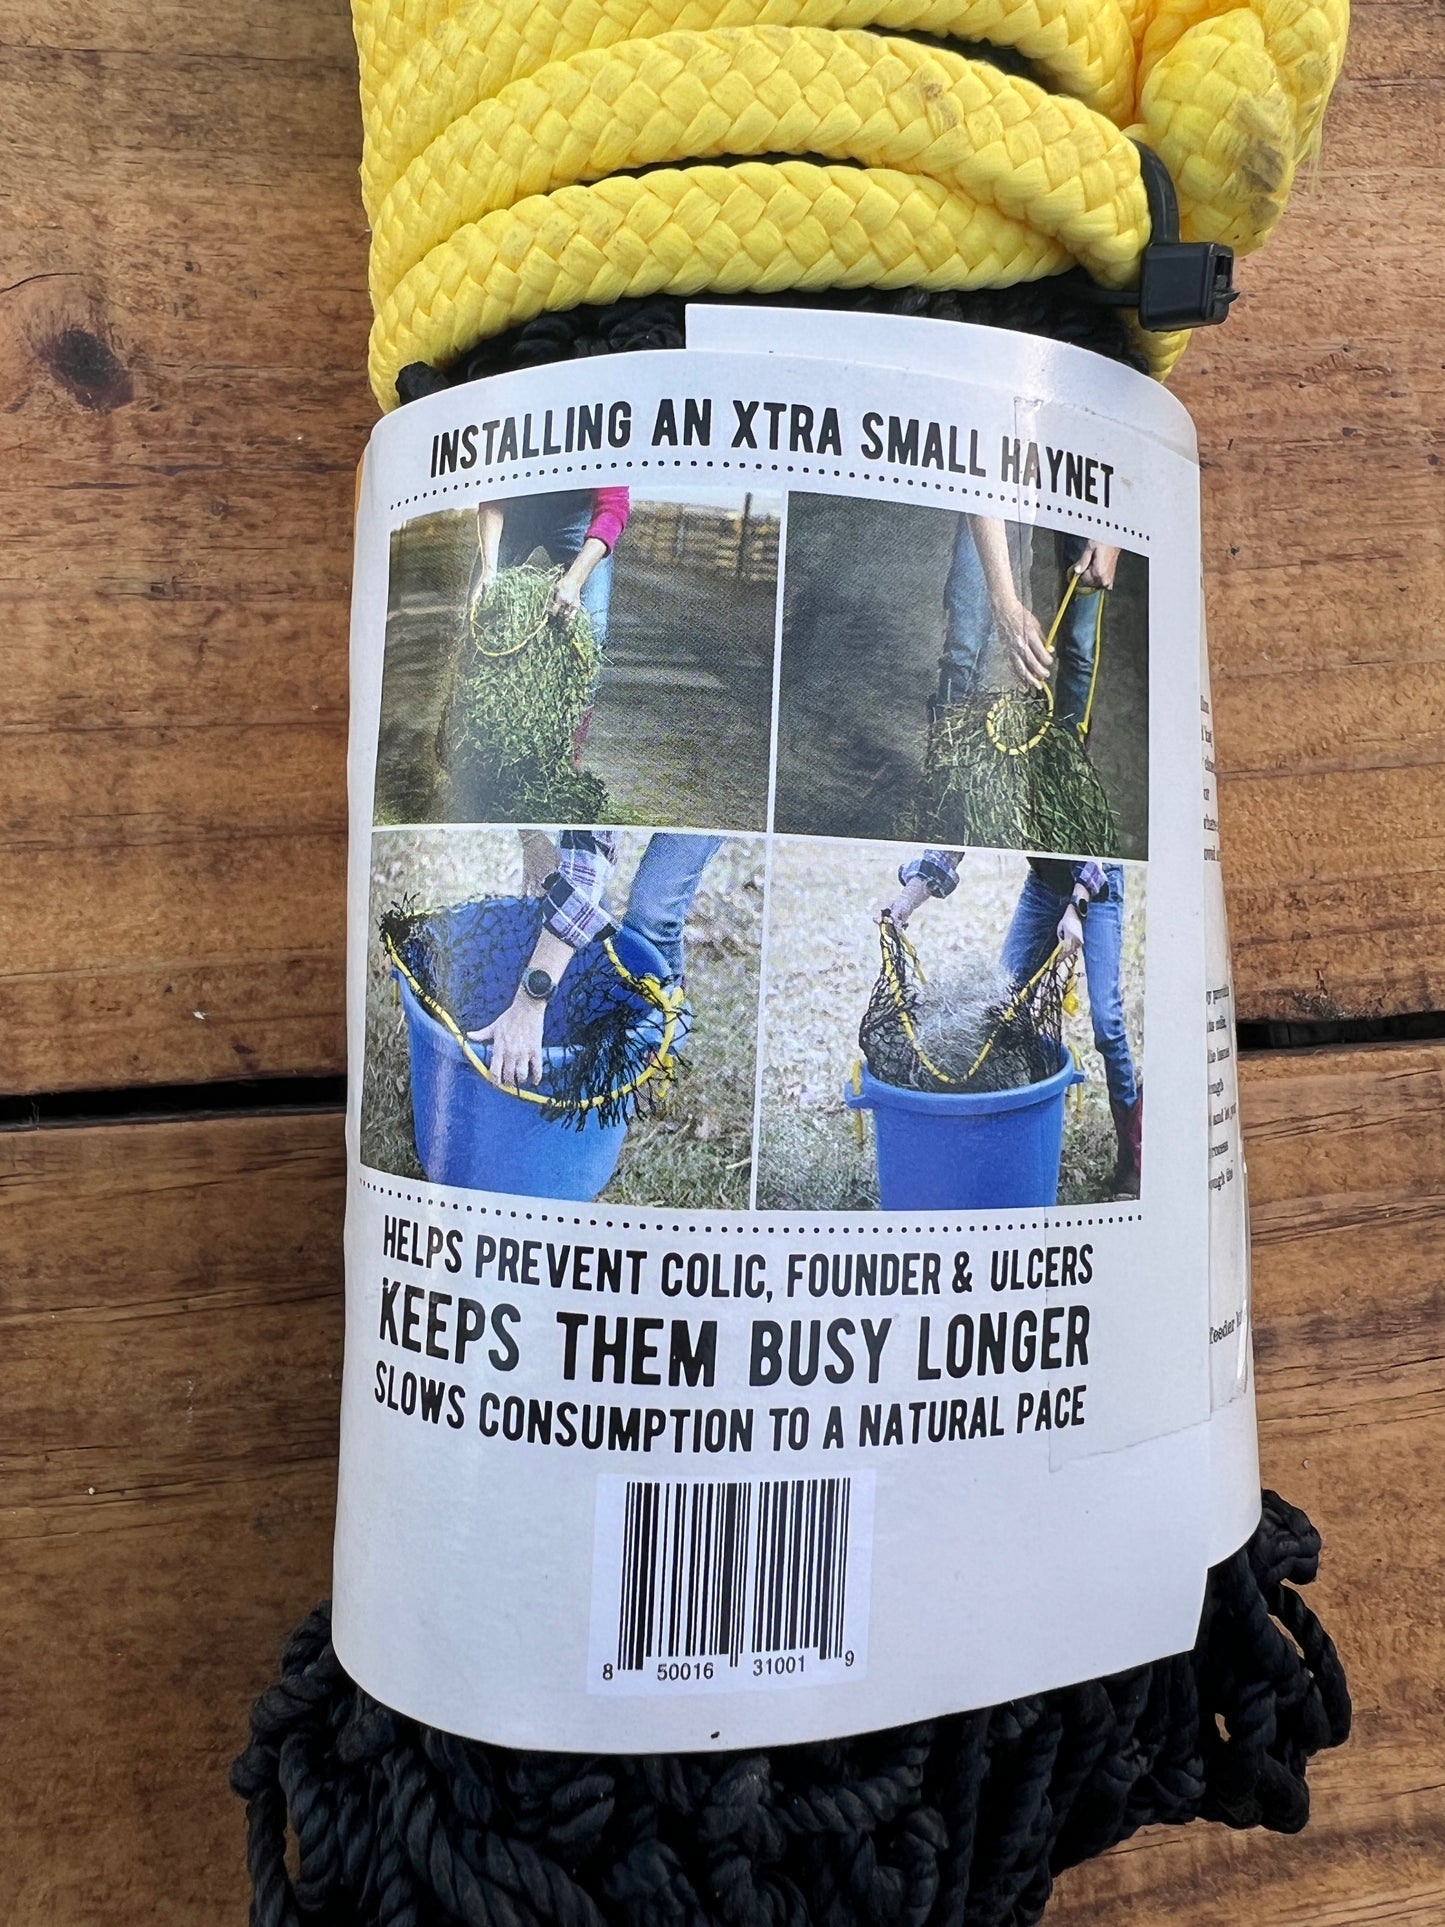 INSTALLING AN XTRA SMALL HAYNET
HELPS PREVENT COLIC, FOUNDER & ULCERS
KEEPS THEM BUSY LONGER
SLOWS CONSUMPTION TO A NATURAL PACE
8 50016 31001 9